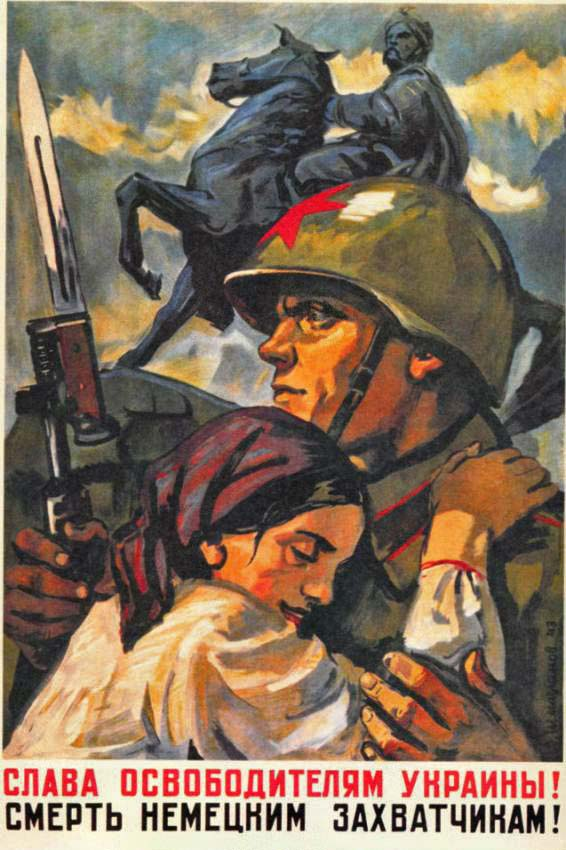 СЛАВА ОСВОБОДИТЕЛЯМ УКРАИНЫ!
СМЕРТЬ НЕМЕЦКИМ ЗАХВАТЧИКАМ!